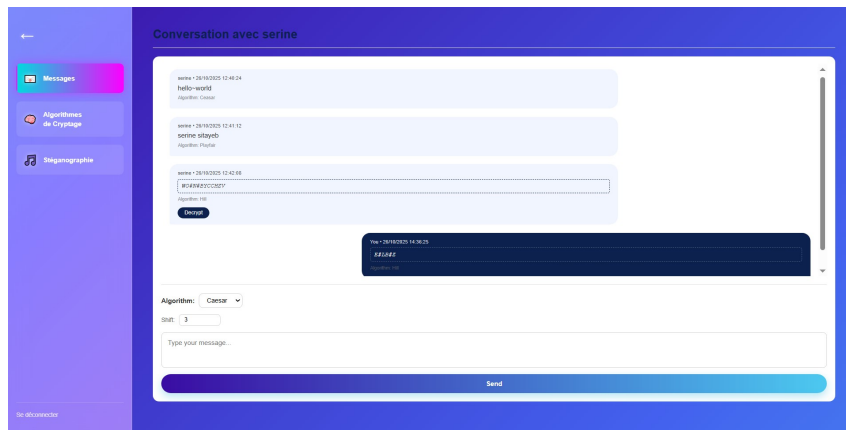 ←
Conversation avec serine
Messages
Algorithmes
de Cryptage
Stéganographie
serine • 26/10/2025 12:40:24
hello~world
Algorithm: Caesar
serine • 26/10/2025 12:41:12
serine sitayeb
Algorithm: Playfair
serine • 26/10/2025 12:42:08
Algorithm: Hill
Decrypt
You • 26/10/2025 14:36:25
Algorithm: Hill
Algorithm: Caesar
Shift: 3
Type your message...
Send
Se déconnecter